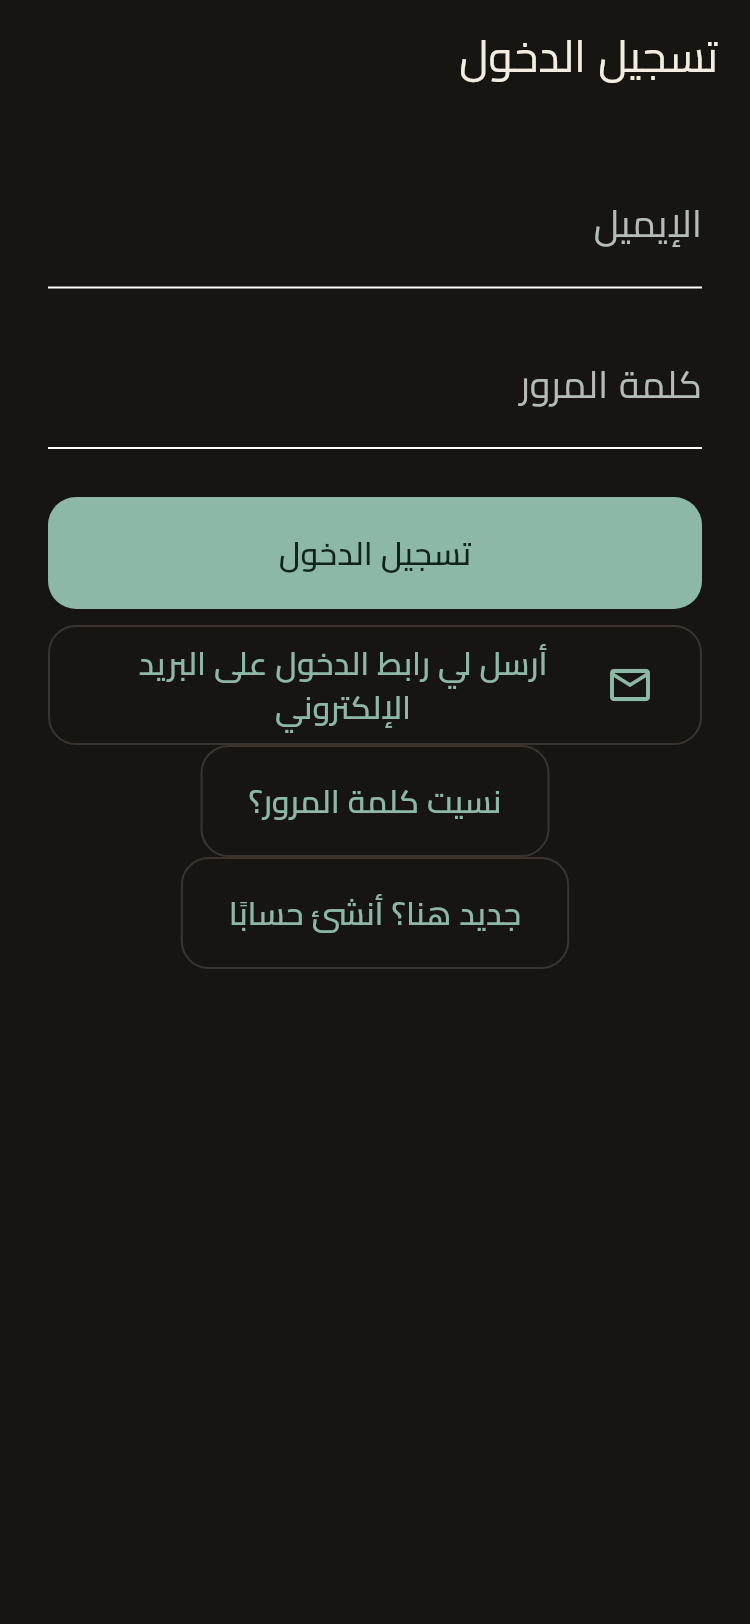 تسجيل الدخول
الإيميل
كلمة المرور
تسجيل الدخول
أرسل لي رابط الدخول على البريد
الإلكتروني
نسيت كلمة المرور؟
جديد هنا؟ أنشئ حسابًا